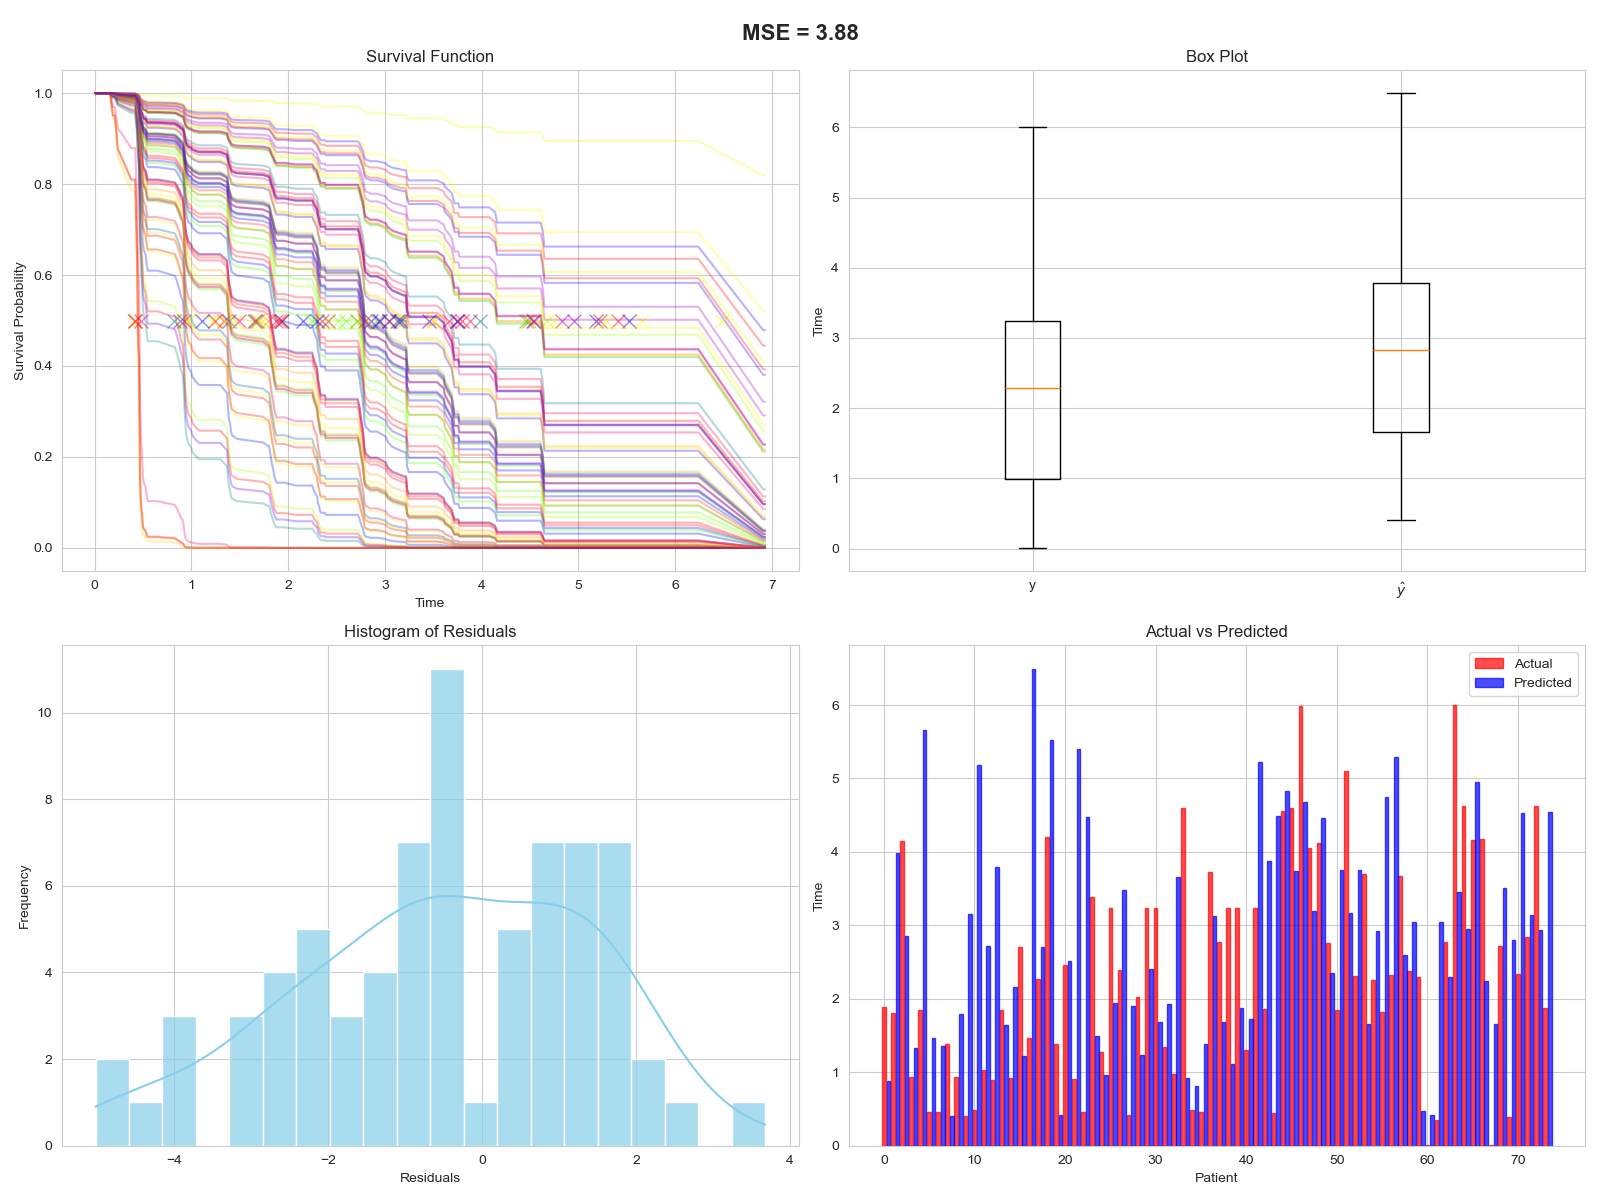 MSE = 3.88
Survival Function
Survival Probability
1.0
0.8
0.6
0.4
0.2
0.0
0 1 2 3 4 5 6 7
Time
Box Plot
Time
6
5
4
3
2
1
0
y ŷ
Histogram of Residuals
Frequency
10
8
6
4
2
0
−4 −2 0 2 4
Residuals
Actual vs Predicted
Actual
Predicted
Time
6
5
4
3
2
1
0
0 10 20 30 40 50 60 70
Patient